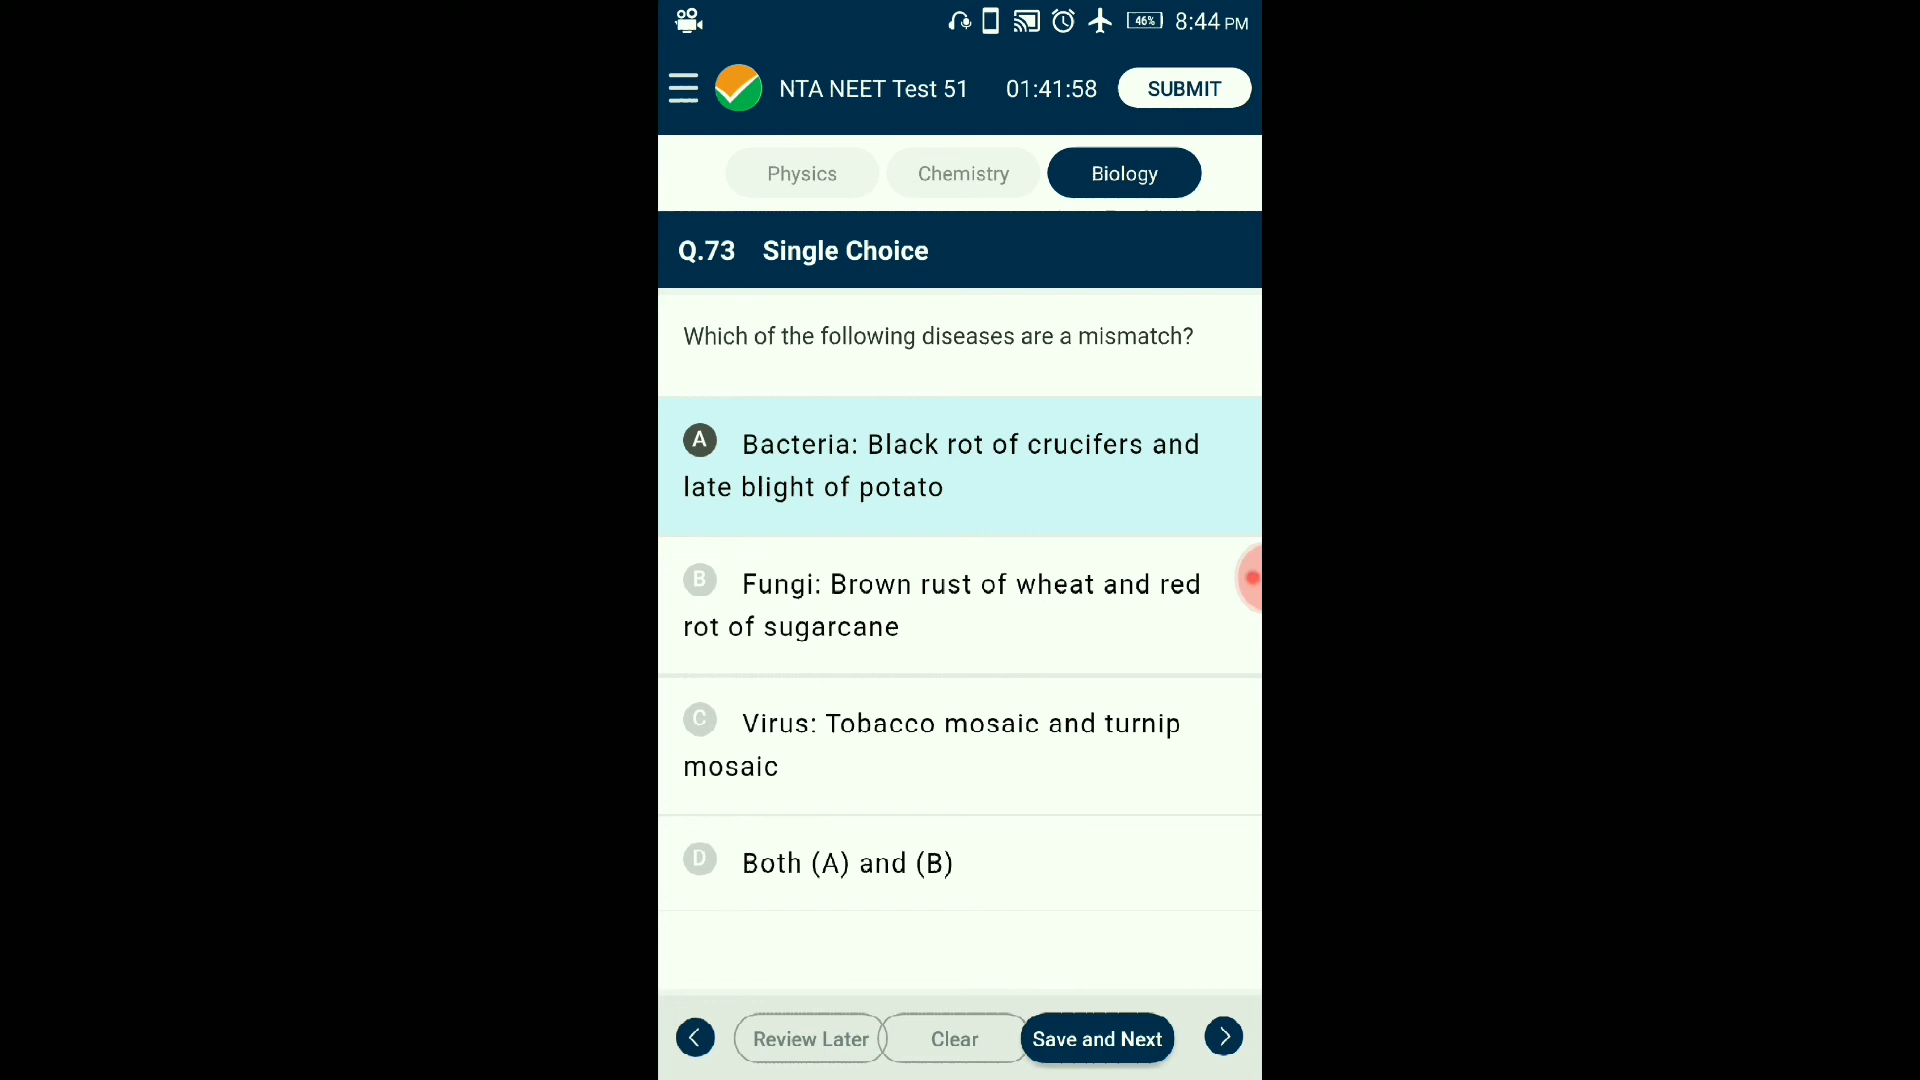 46% 8:44 PM
NTA NEET Test 51 01:41:58 SUBMIT
Physics Chemistry Biology
Q.73 Single Choice
Which of the following diseases are a mismatch?
A Bacteria: Black rot of crucifers and
late blight of potato
B Fungi: Brown rust of wheat and red
rot of sugarcane
C Virus: Tobacco mosaic and turnip
mosaic
D Both (A) and (B)
Review Later Clear Save and Next